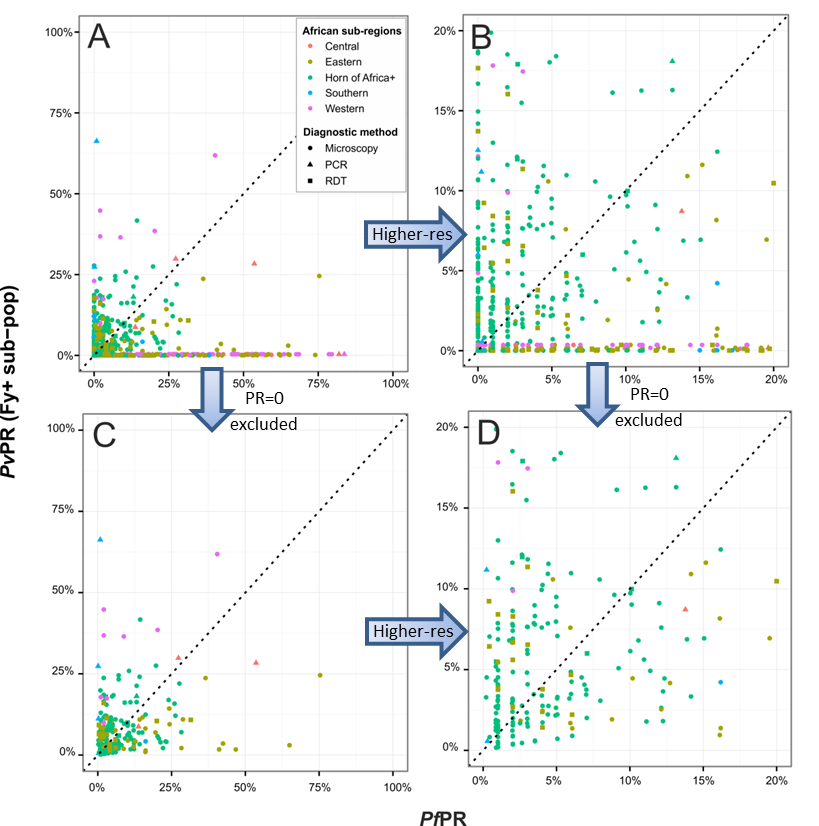 A
100%
75%
50%
25%
0%
0%
25%
50%
75%
100%
African sub-regions
Central
Eastern
Horn of Africa+
Southern
Western
Diagnostic method
Microscopy
PCR
RDT
B
20%
15%
10%
5%
0%
0%
5%
10%
15%
20%
Higher-res
PR=0
excluded
PR=0
excluded
C
100%
75%
50%
25%
0%
0%
25%
50%
75%
100%
D
20%
15%
10%
5%
0%
0%
5%
10%
15%
20%
Higher-res
PvPR (Fy+ sub−pop)
PfPR